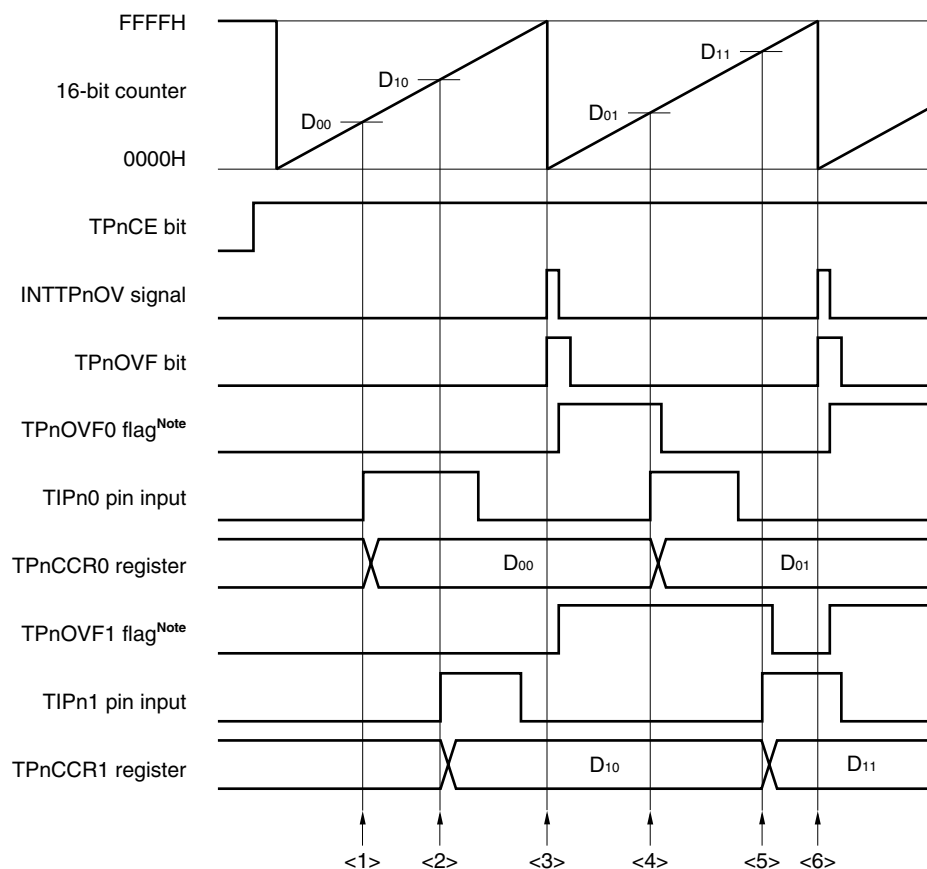 FFFFH
D11
D10
16-bit counter
D01
D00
0000H
TPnCE bit
INTTPnOV signal
TPnOVF bit
TPnOVF0 flagNote
TIPn0 pin input
TPnCCR0 register
D00
D01
TPnOVF1 flagNote
TIPn1 pin input
TPnCCR1 register
D10
D11
<1>
<2>
<3>
<4>
<5>
<6>